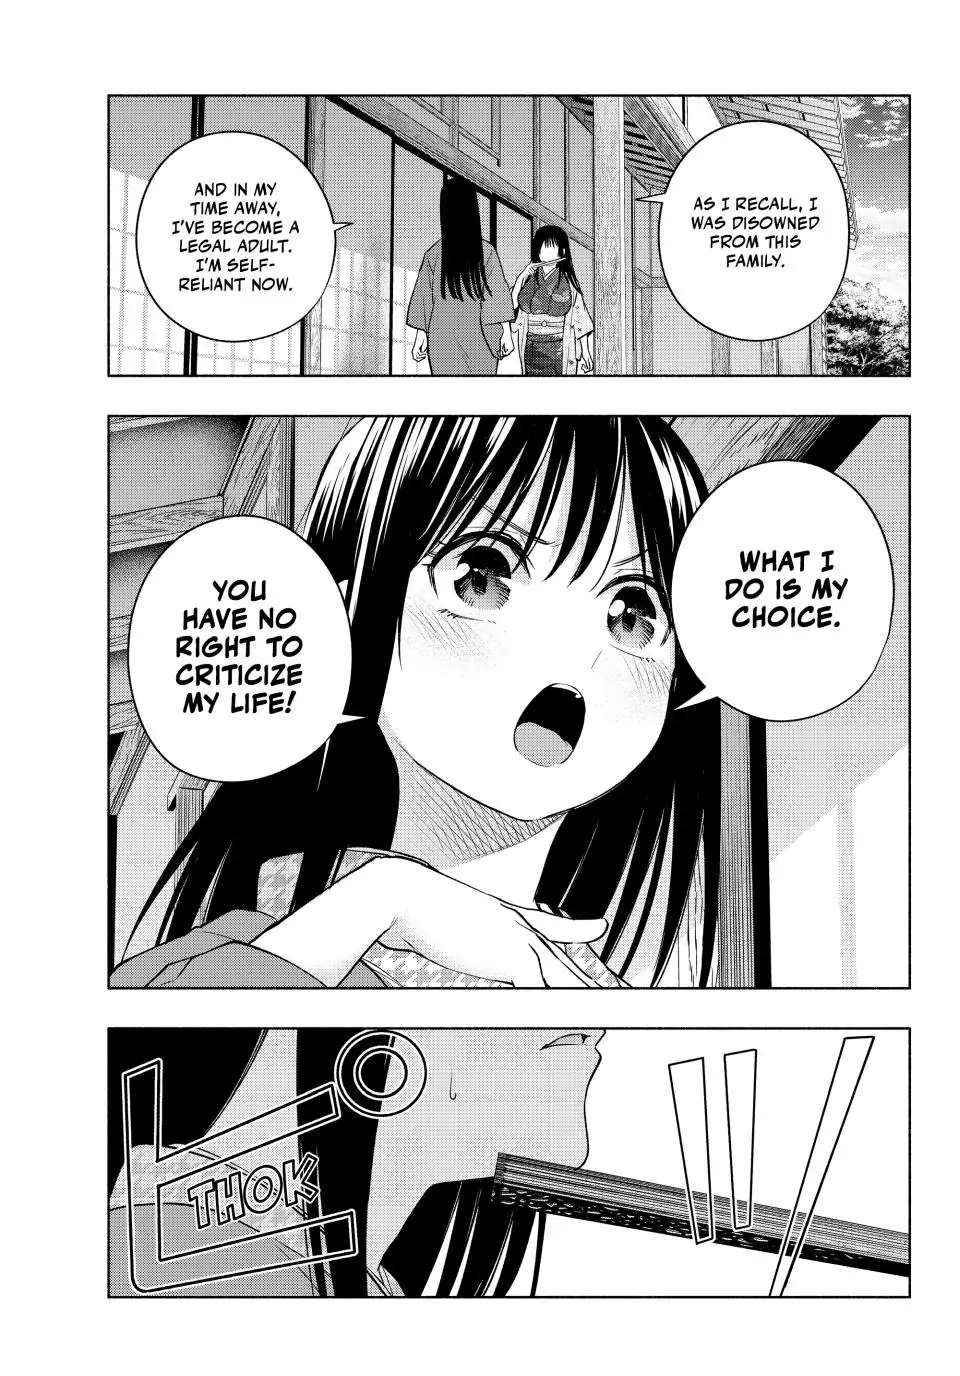 AS I RECALL, I
WAS DISOWNED
FROM THIS
FAMILY.
AND IN MY
TIME AWAY,
I'VE BECOME A
LEGAL ADULT.
I'M SELF-
RELIANT NOW.
WHAT I
DO IS MY
CHOICE.
YOU
HAVE NO
RIGHT TO
CRITICIZE
MY LIFE!
ピ
THOK